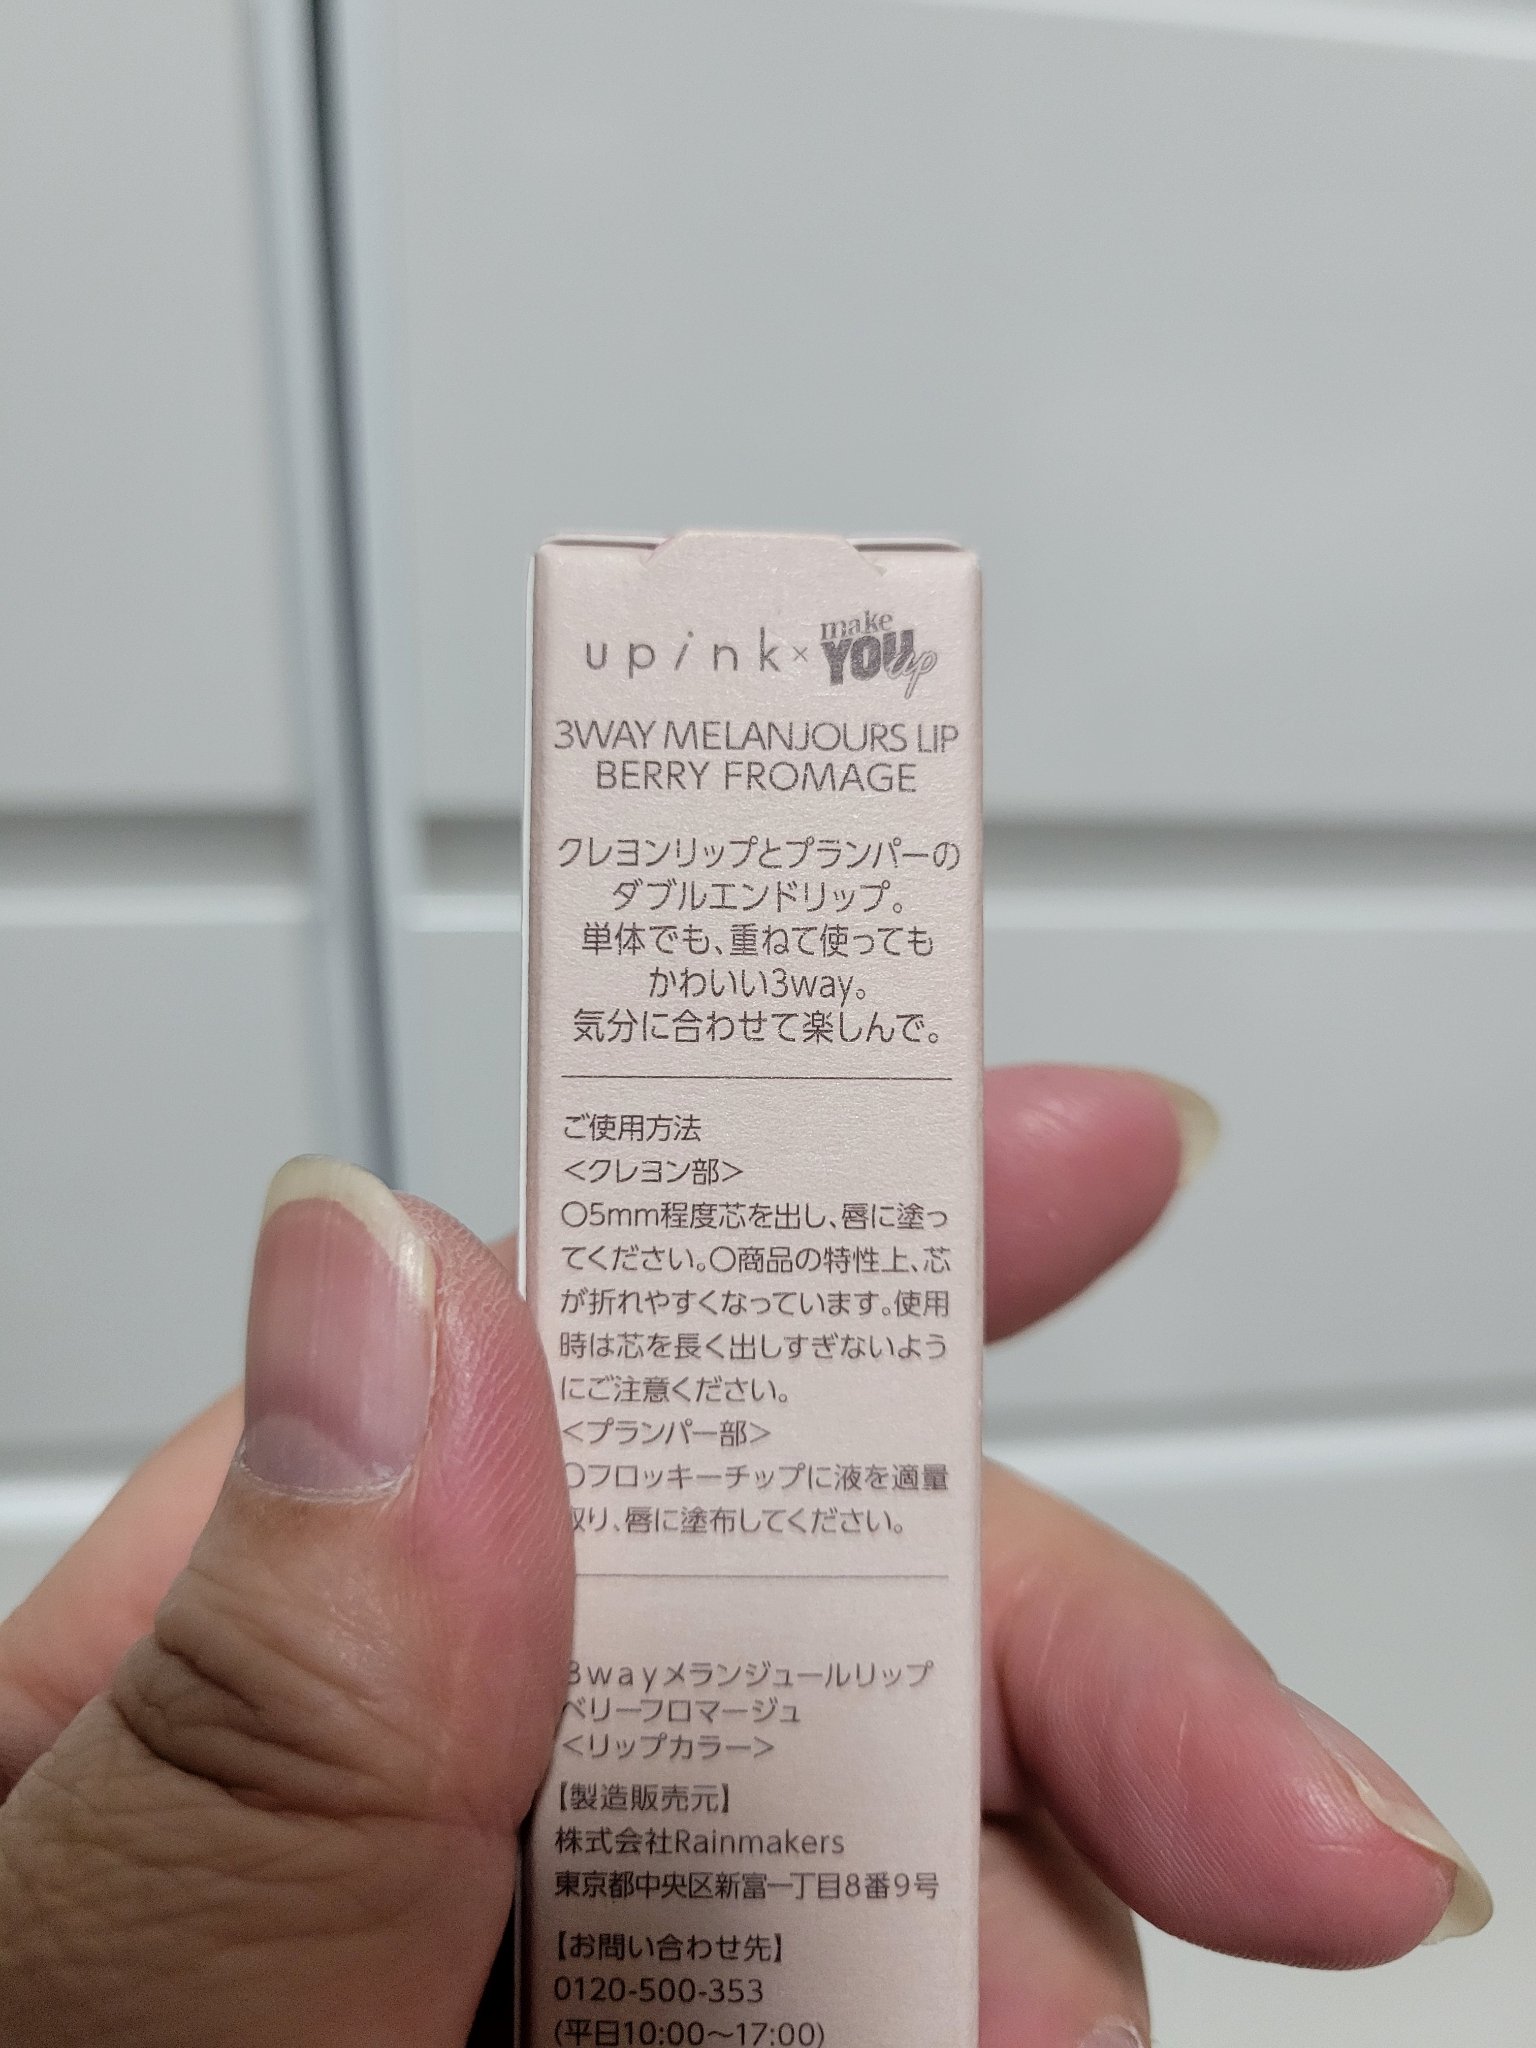 upink × make YOU up
3WAY MELANJOURS LIP
BERRY FROMAGE
クレヨンリップとプランパーの
ダブルエンドリップ。
単体でも、重ねて使っても
かわいい3way。
気分に合わせて楽しんで。
ご使用方法
<クレヨン部>
〇5mm程度芯を出し、唇に塗っ
てください。〇商品の特性上、芯
が折れやすくなっています。使用
時は芯を長く出しすぎないよう
にご注意ください。
<プランパー部>
〇フロッキーチップに液を適量
取り、唇に塗布してください。
3wayメランジュールリップ
ベリーフロマージュ
<リップカラー>
【製造販売元】
株式会社Rainmakers
東京都中央区新富一丁目8番9号
【お問い合わせ先】
0120-500-353
(平日10:00〜17:00)